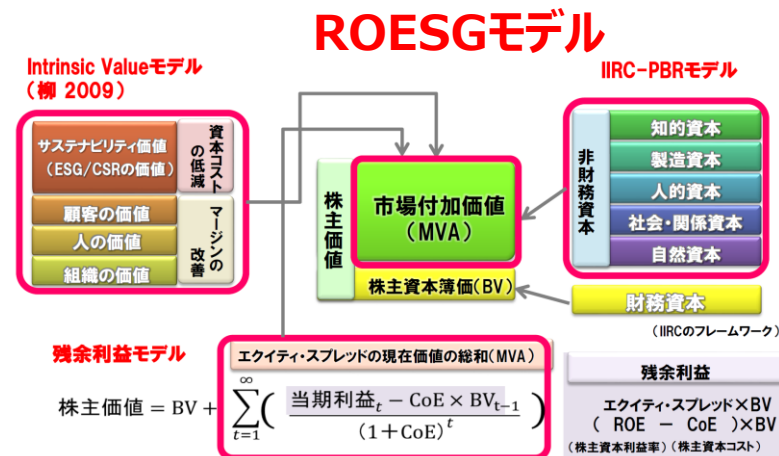 ROESGモデル
Intrinsic Valueモデル
（柳 2009）
サステナビリティ価値
（ESG/CSRの価値）
資本コスト
の低減
顧客の価値
人の価値
組織の価値
マージンの
改善
株主価値
市場付加価値
（MVA）
株主資本簿価(BV)
IIRC-PBRモデル
非財務資本
知的資本
製造資本
人的資本
社会・関係資本
自然資本
財務資本
（IIRCのフレームワーク）
残余利益モデル
エクイティ・スプレッドの現在価値の総和(MVA)
株主価値 = BV + ∑_{t=1}^{∞} ( (当期利益_t − CoE × BV_{t−1}) / (1+CoE)^t )
残余利益
エクイティ・スプレッド×BV
( ROE − CoE )×BV
（株主資本利益率）（株主資本コスト）